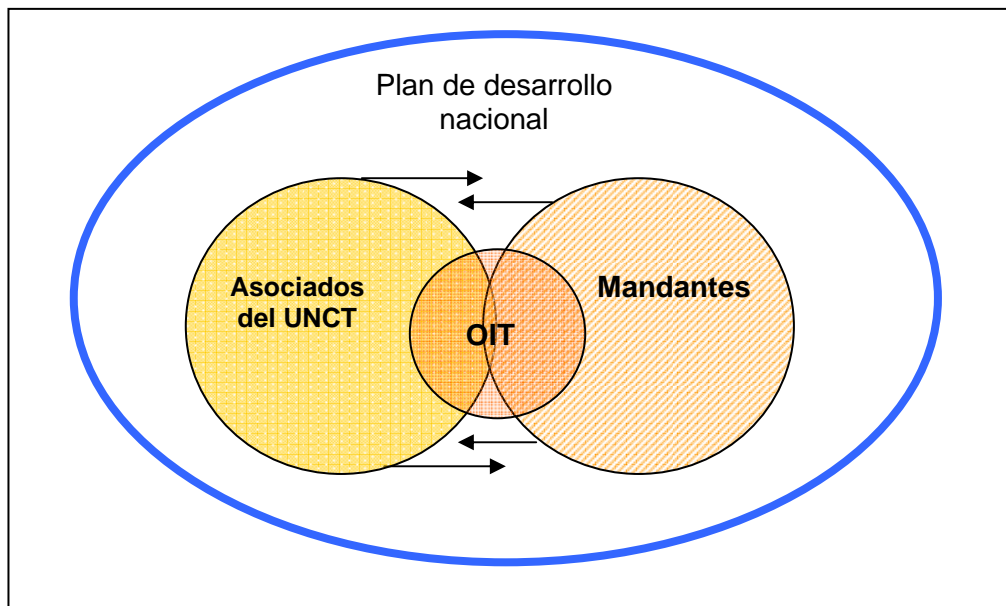 Plan de desarrollo
nacional
Asociados
del UNCT
OIT
Mandantes